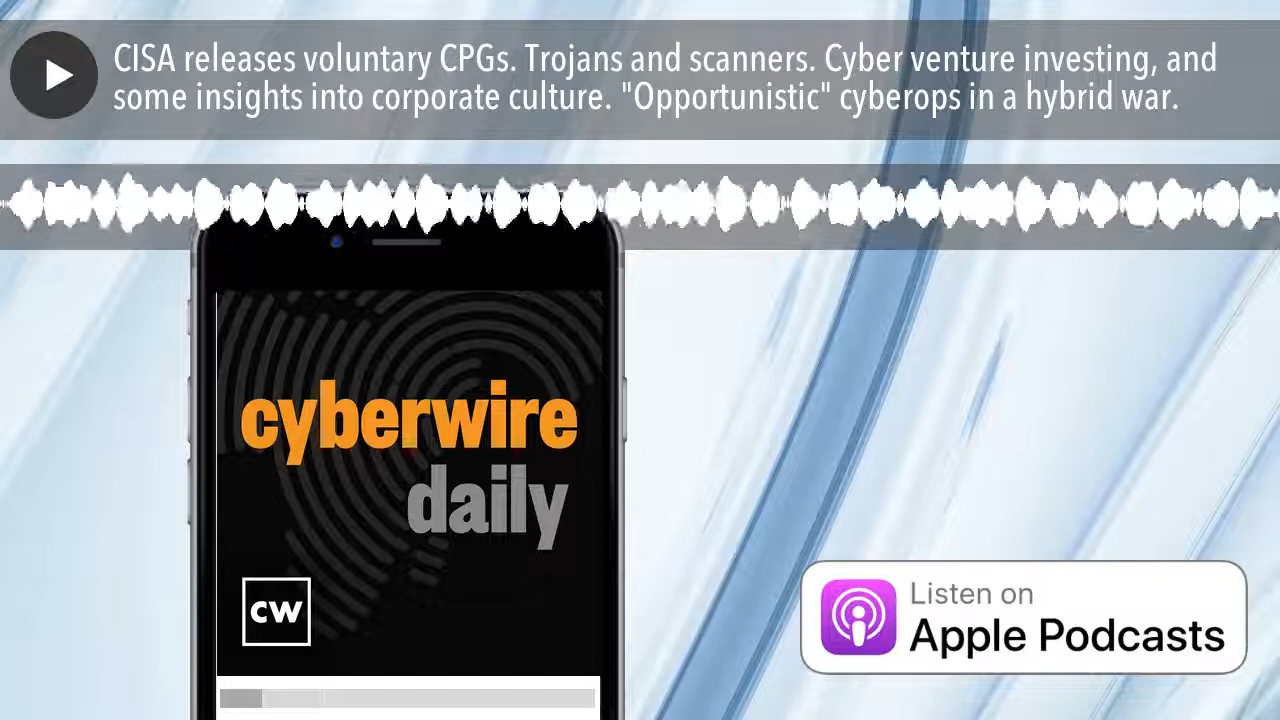 CISA releases voluntary CPGs. Trojans and scanners. Cyber venture investing, and
some insights into corporate culture. "Opportunistic" cyberops in a hybrid war.
cyberwire
daily
CW
Listen on
Apple Podcasts